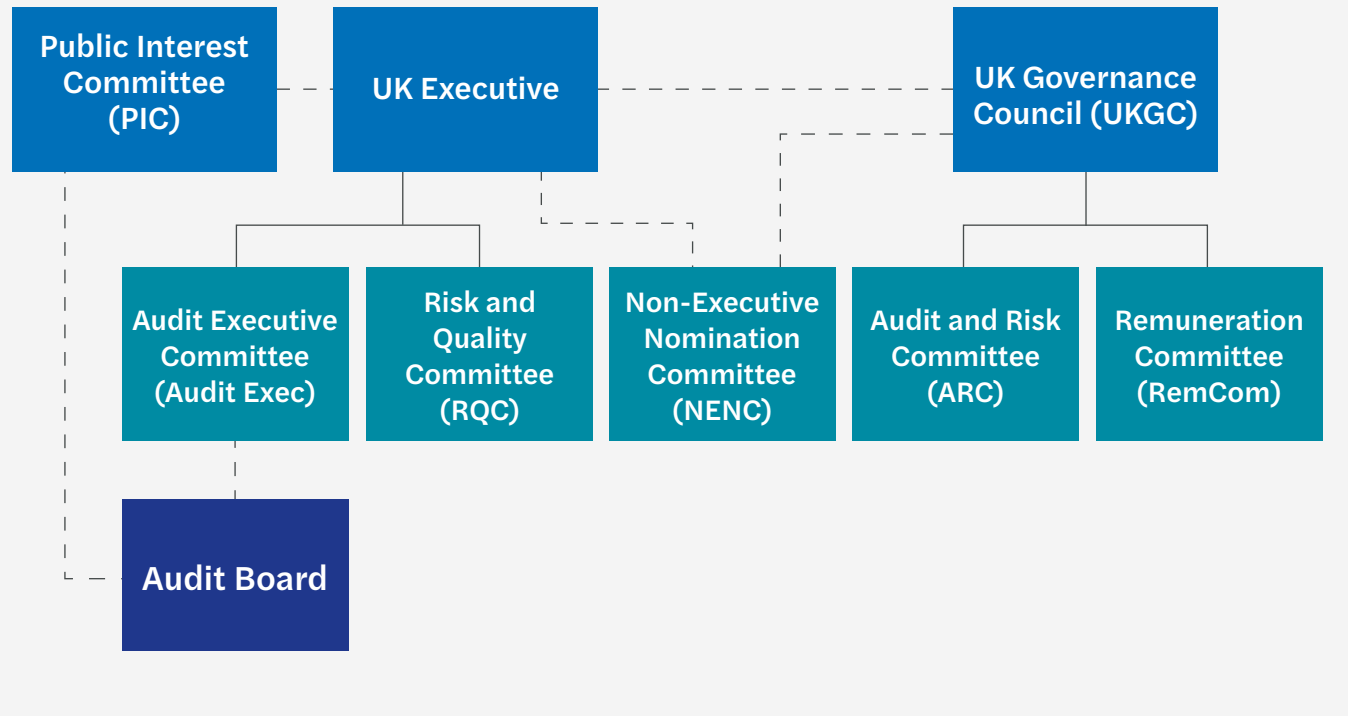 Public Interest
Committee
(PIC)
UK Executive
UK Governance
Council (UKGC)
Audit Executive
Committee
(Audit Exec)
Risk and
Quality
Committee
(RQC)
Non-Executive
Nomination
Committee
(NENC)
Audit and Risk
Committee
(ARC)
Remuneration
Committee
(RemCom)
Audit Board